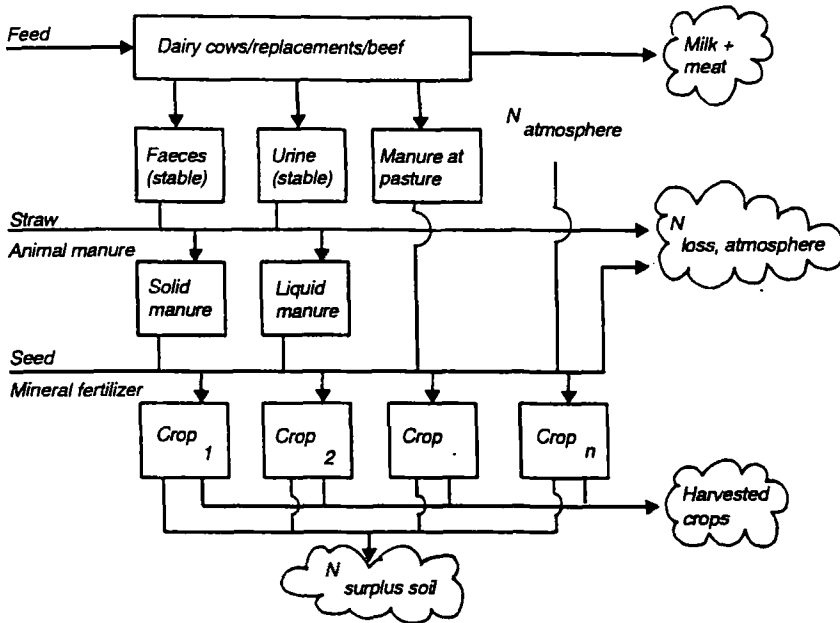 Feed
Dairy cows/replacements/beef
Milk +
meat
N atmosphere
Faeces
(stable)
Urine
(stable)
Manure at
pasture
Straw
Animal manure
N
loss, atmosphere
Solid
manure
Liquid
manure
Seed
Mineral fertilizer
Crop 1
Crop 2
Crop .
Crop n
Harvested
crops
N
surplus soil